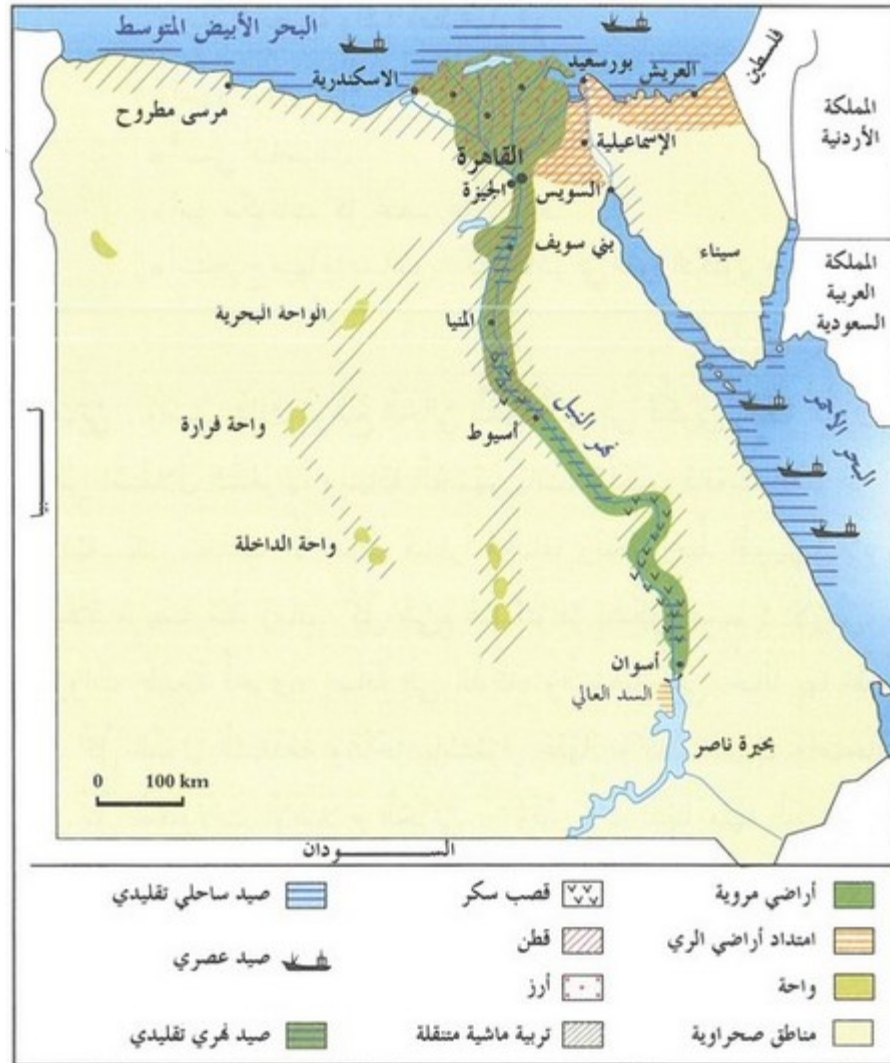 البحر الأبيض المتوسط
فلسطين
بورسعيد
العريش
الاسكندرية
مرسى مطروح
المملكة
الأردنية
الإسماعيلية
القاهرة
الجيزة
السويس
سيناء
بني سويف
المملكة
العربية
السعودية
الواحة البحرية
المنيا
نهر النيل
البحر الأحمر
ليبيا
واحة فرارة
أسيوط
واحة الداخلة
أسوان
السد العالي
بحيرة ناصر
0 100 km
الســــودان
أراضي مروية
قصب سكر
صيد ساحلي تقليدي
امتداد أراضي الري
قطن
صيد عصري
واحة
أرز
مناطق صحراوية
تربية ماشية متنقلة
صيد نهري تقليدي